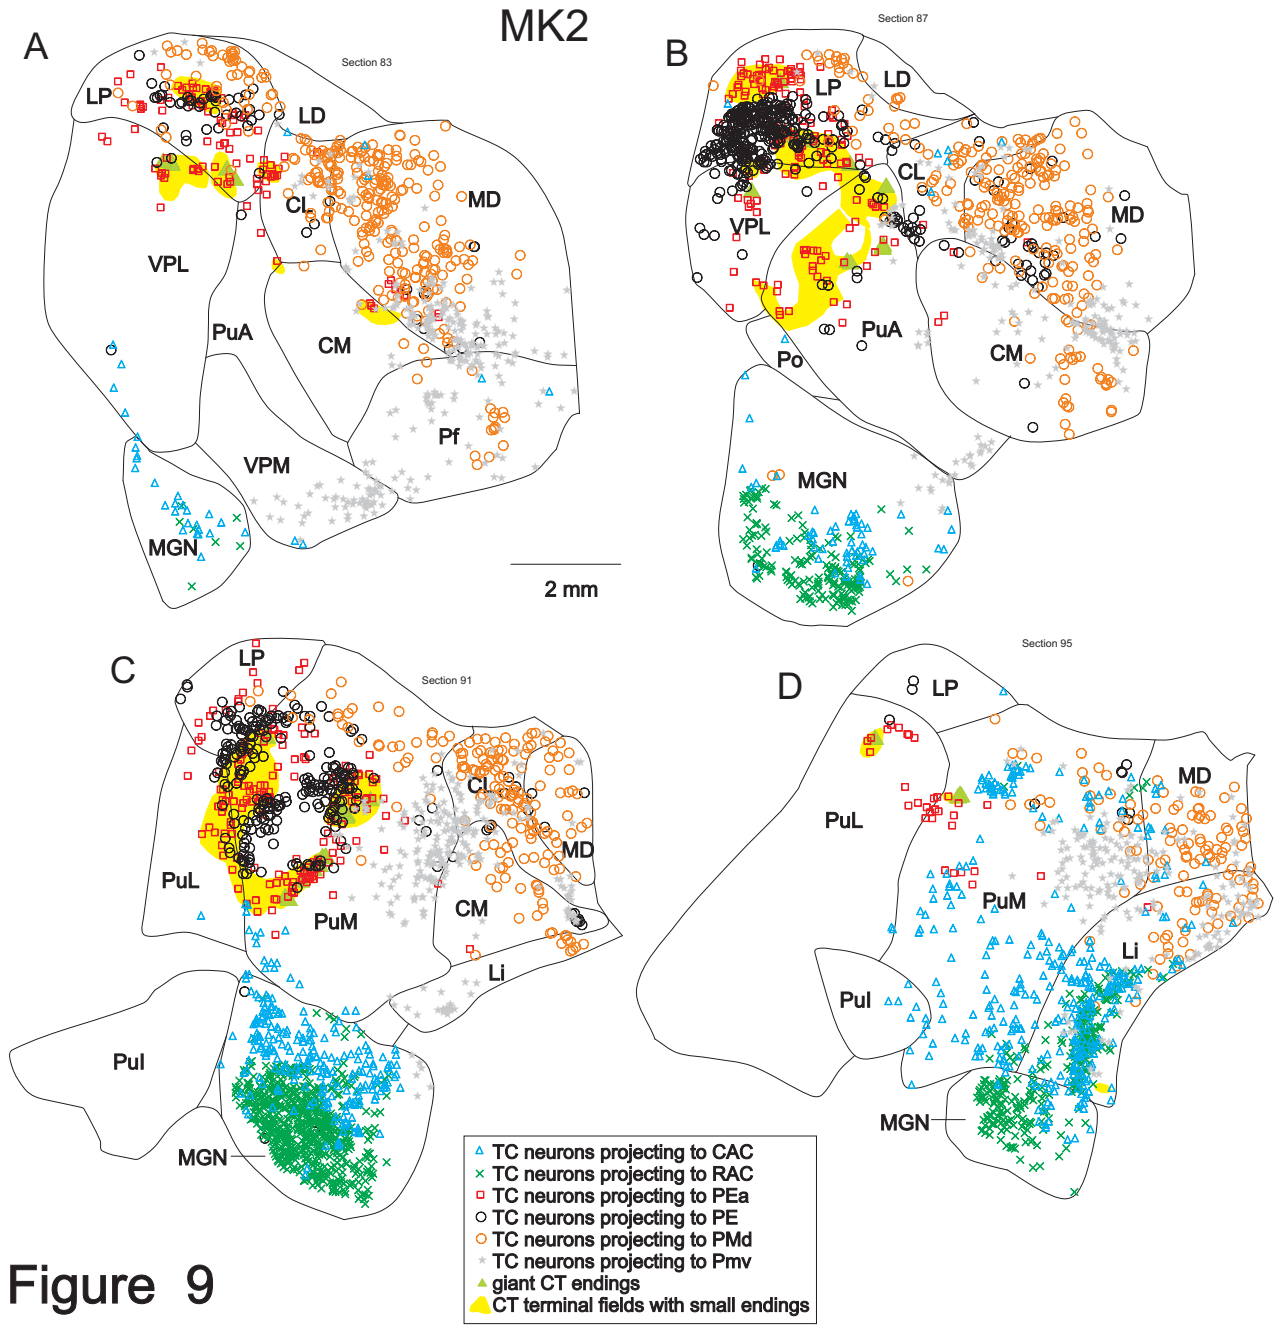 MK2
A
Section 83
LP
LD
CL
MD
VPL
PuA
CM
Pf
VPM
MGN
2 mm
B
Section 87
LP
LD
CL
MD
VPL
PuA
CM
Po
MGN
C
Section 91
LP
CL
MD
PuL
PuM
CM
Li
PuI
MGN
D
Section 95
LP
MD
PuL
PuM
Li
PuI
MGN
TC neurons projecting to CAC
TC neurons projecting to RAC
TC neurons projecting to PEa
TC neurons projecting to PE
TC neurons projecting to PMd
TC neurons projecting to Pmv
giant CT endings
CT terminal fields with small endings
Figure 9